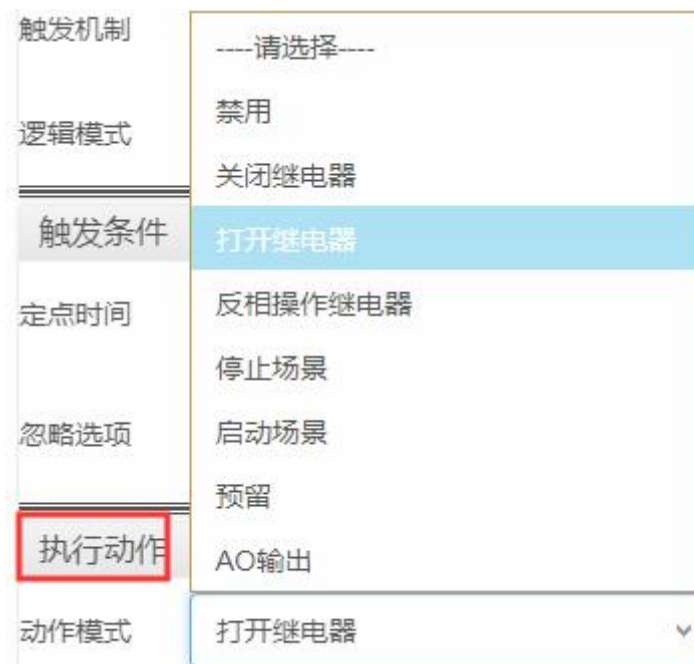 触发机制
----请选择----
禁用
逻辑模式
关闭继电器
触发条件
打开继电器
定点时间
反相操作继电器
停止场景
忽略选项
启动场景
预留
执行动作
AO输出
动作模式
打开继电器